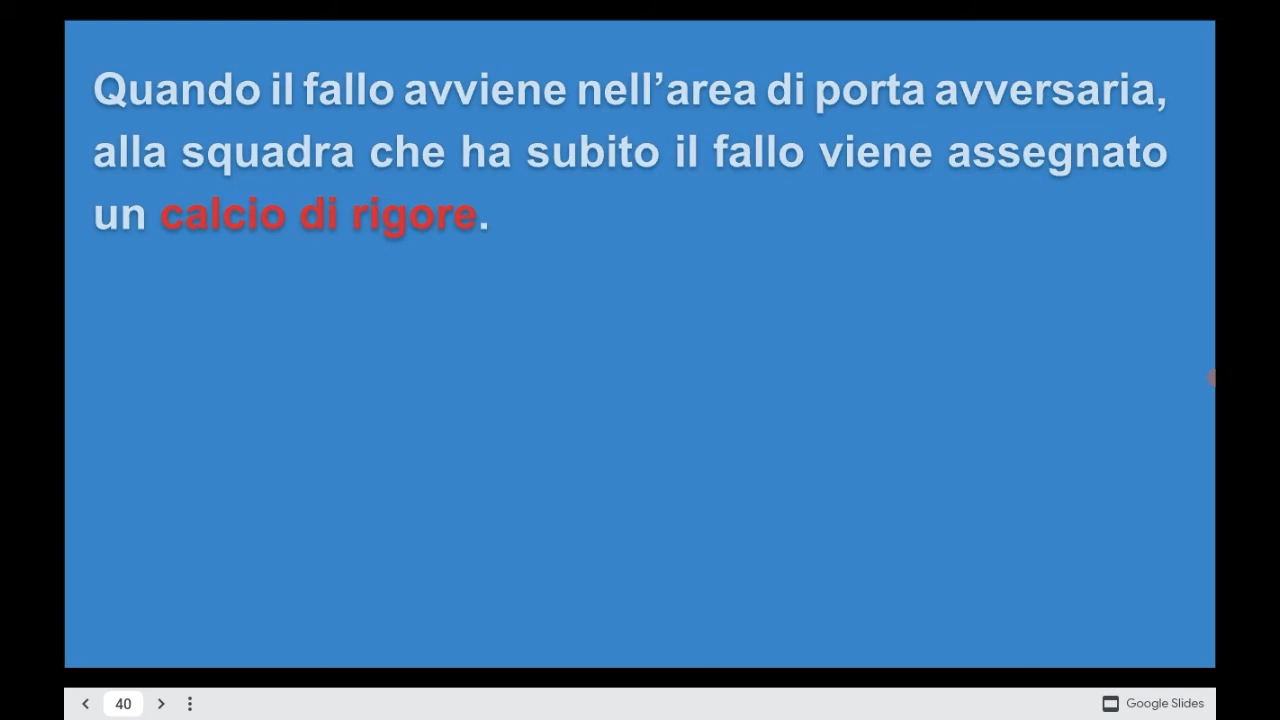 Quando il fallo avviene nell’area di porta avversaria,
alla squadra che ha subito il fallo viene assegnato
un calcio di rigore.
40
Google Slides